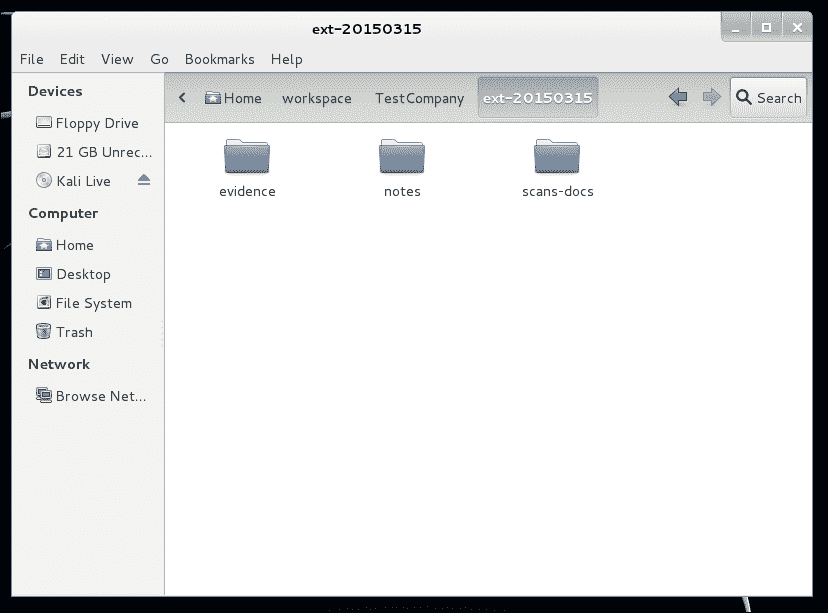 ext-20150315
File Edit View Go Bookmarks Help
Devices
Floppy Drive
21 GB Unrec...
Kali Live
Computer
Home
Desktop
File System
Trash
Network
Browse Net...
Home workspace TestCompany ext-20150315 Search
evidence notes scans-docs